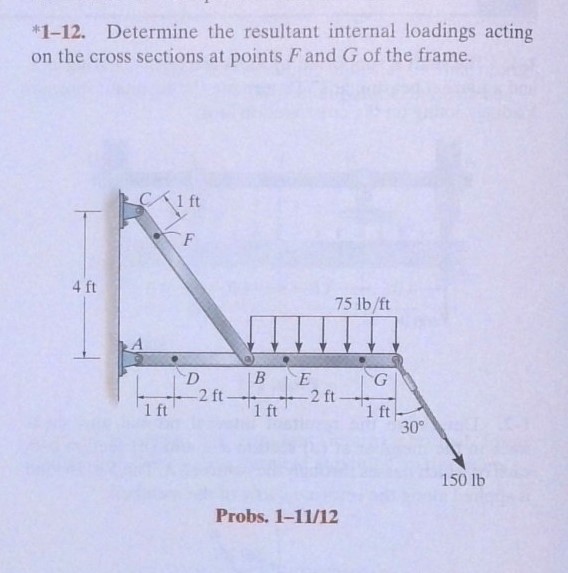 *1–12. Determine the resultant internal loadings acting
on the cross sections at points F and G of the frame.
C
1 ft
F
4 ft
75 lb/ft
A
D
B
E
G
2 ft
2 ft
1 ft
1 ft
1 ft
30°
150 lb
Probs. 1–11/12